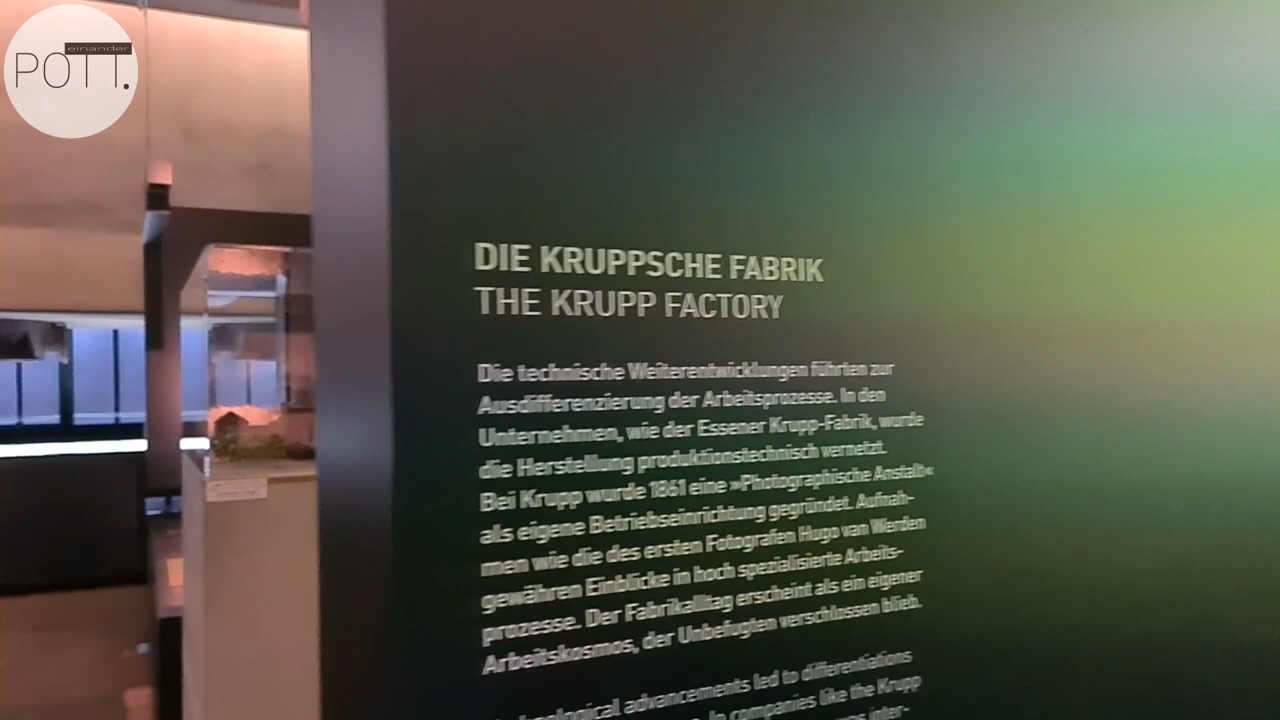 einander
POTT.
DIE KRUPPSCHE FABRIK
THE KRUPP FACTORY
Die technische Weiterentwicklungen führten zur
Ausdifferenzierung der Arbeitsprozesse. In den
Unternehmen, wie der Essener Krupp-Fabrik, wurde
die Herstellung produktionstechnisch vernetzt.
Bei Krupp wurde 1861 eine »Photographische Anstalt«
als eigene Betriebseinrichtung gegründet. Aufnah-
men wie die des ersten Fotografen Hugo van Werden
gewähren Einblicke in hoch spezialisierte Arbeits-
prozesse. Der Fabrikalltag erscheint als ein eigener
Arbeitskosmos, der Unbefugten verschlossen blieb.
advancements led to differentiations
In companies like the Krupp
inter-